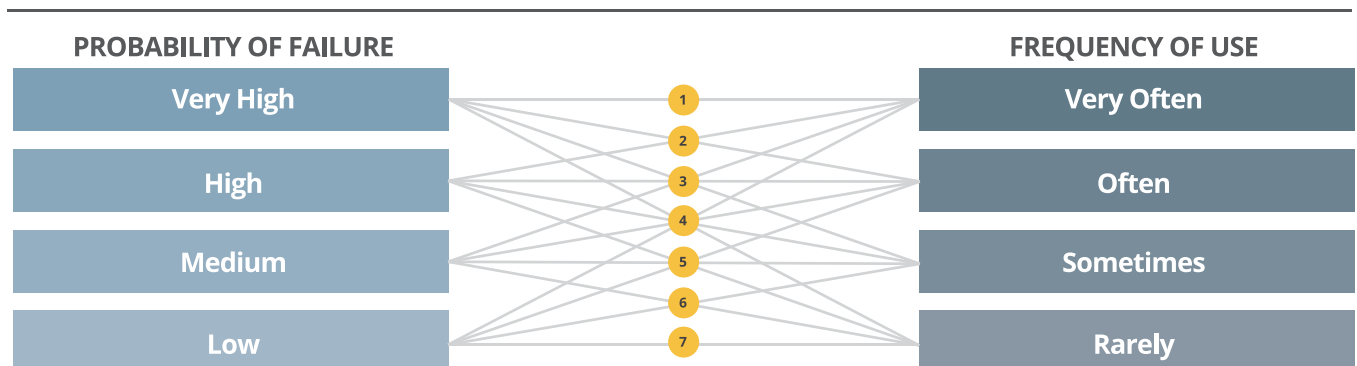 PROBABILITY OF FAILURE
FREQUENCY OF USE
Very High
1
Very Often
2
High
3
Often
4
Medium
5
Sometimes
6
Low
7
Rarely